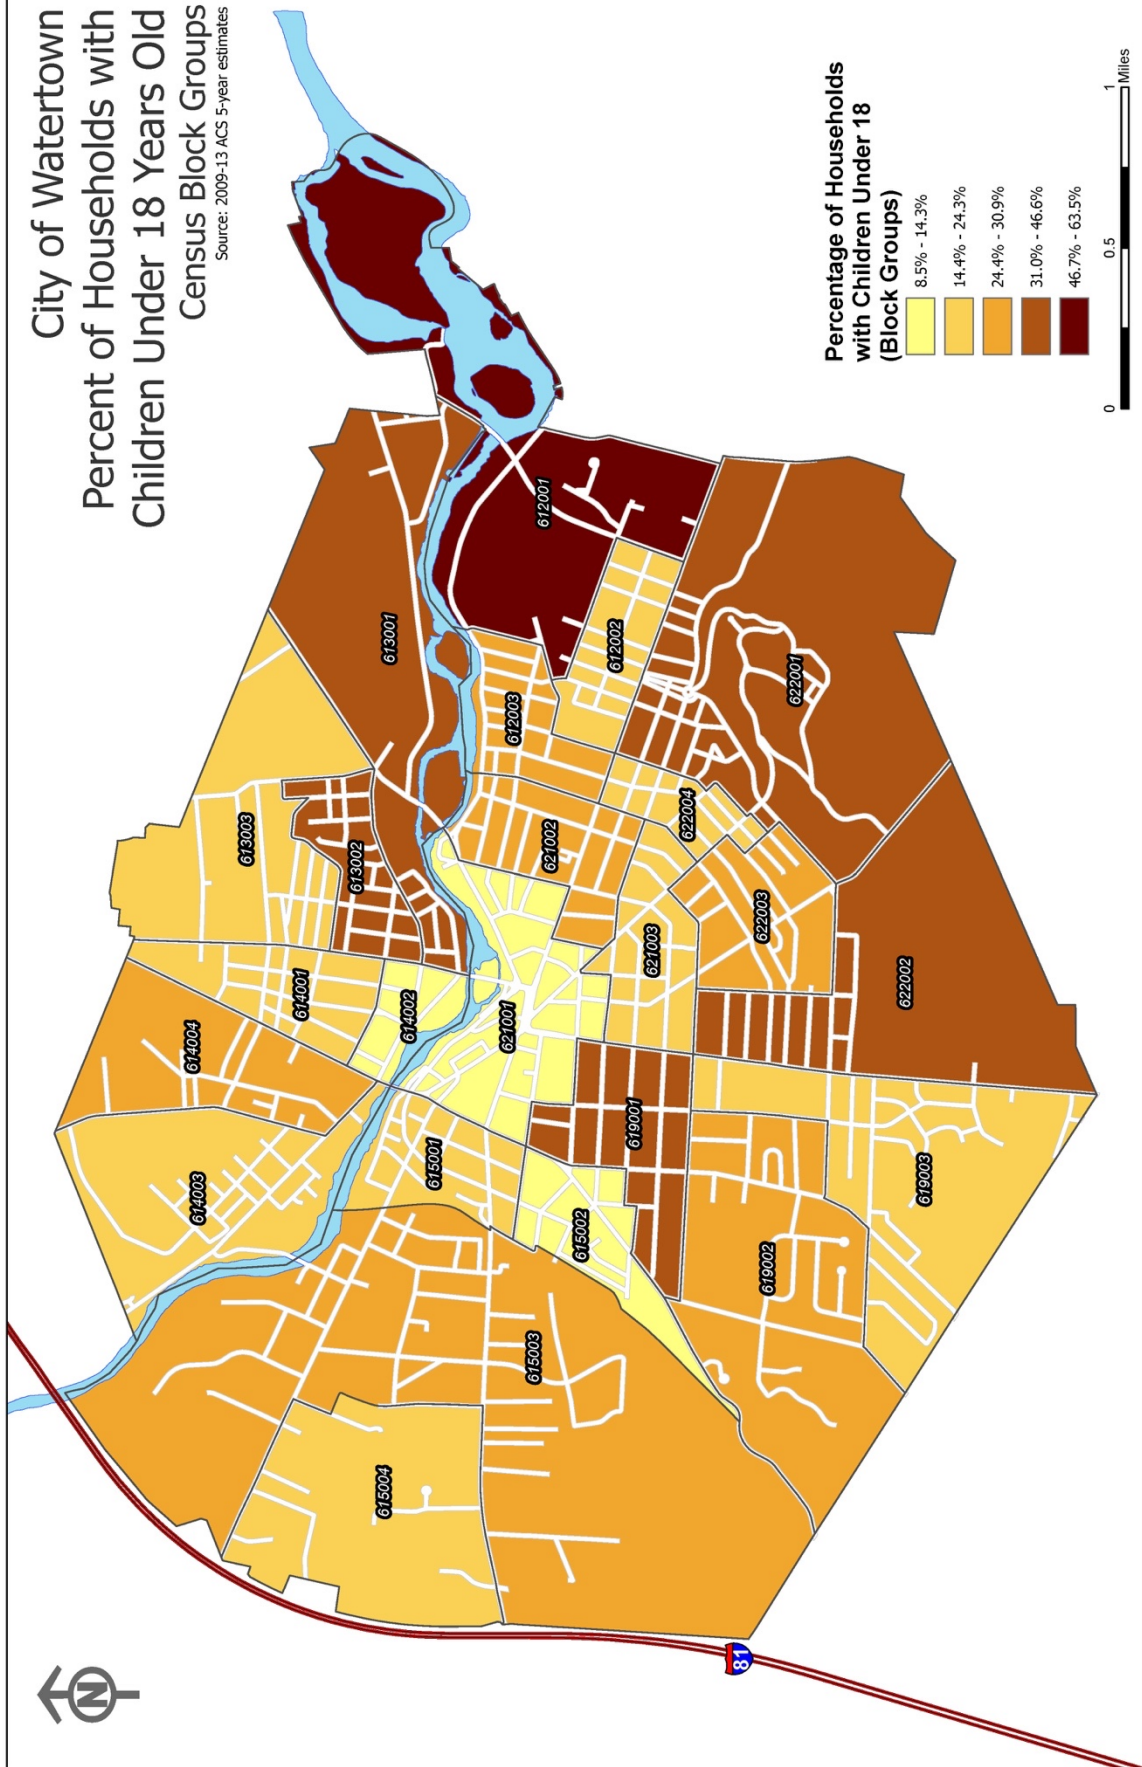 City of Watertown
Percent of Households with
Children Under 18 Years Old
Census Block Groups
Source: 2009-13 ACS 5-year estimates
N
81
614003
614004
614001
614002
613003
613002
613001
615004
615003
615001
615002
621001
621002
621003
612003
612001
612002
619001
619002
619003
622004
622003
622001
622002
Percentage of Households
with Children Under 18
(Block Groups)
8.5% - 14.3%
14.4% - 24.3%
24.4% - 30.9%
31.0% - 46.6%
46.7% - 63.5%
0 0.5 1
Miles